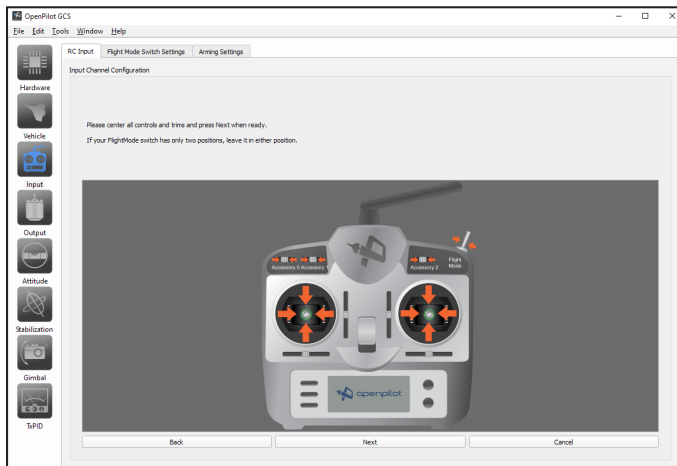 OpenPilot GCS
File Edit Tools Window Help
RC Input Flight Mode Switch Settings Arming Settings
Input Channel Configuration
Hardware
Vehicle
Input
Output
Attitude
Stabilization
Gimbal
TxPID
Please center all controls and trims and press Next when ready.
If your FlightMode switch has only two positions, leave it in either position.
Accessory 0 Accessory 1
Accessory 2
Flight
Mode
openpilot
Back Next Cancel